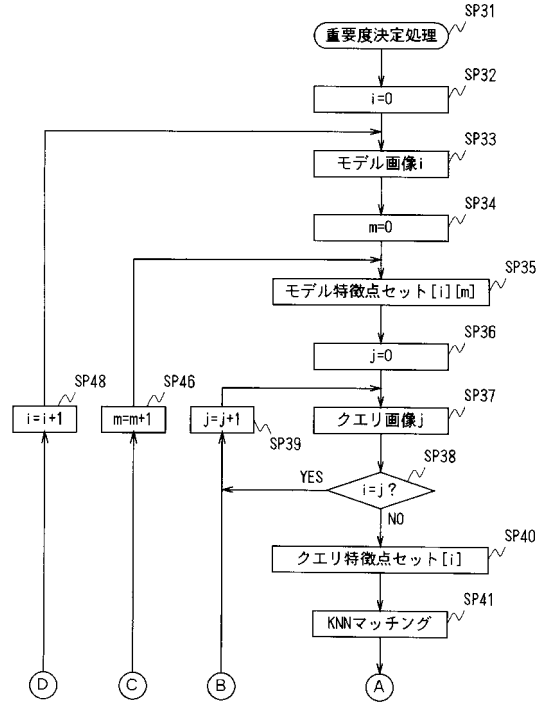 SP31
重要度決定処理
SP32
i=0
SP33
モデル画像i
SP34
m=0
SP35
モデル特徴点セット[i][m]
SP36
j=0
SP48
SP46
SP37
i=i+1
m=m+1
j=j+1
クエリ画像j
SP39
SP38
YES
i=j?
NO
SP40
クエリ特徴点セット[i]
SP41
KNNマッチング
D
C
B
A